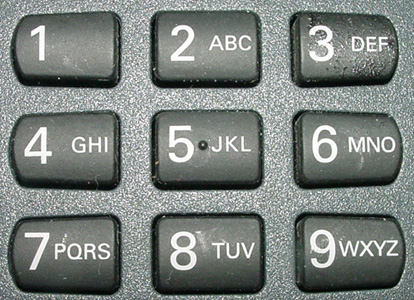 1 2 ABC 3 DEF
4 GHI 5 JKL 6 MNO
7 PQRS 8 TUV 9 WXYZ